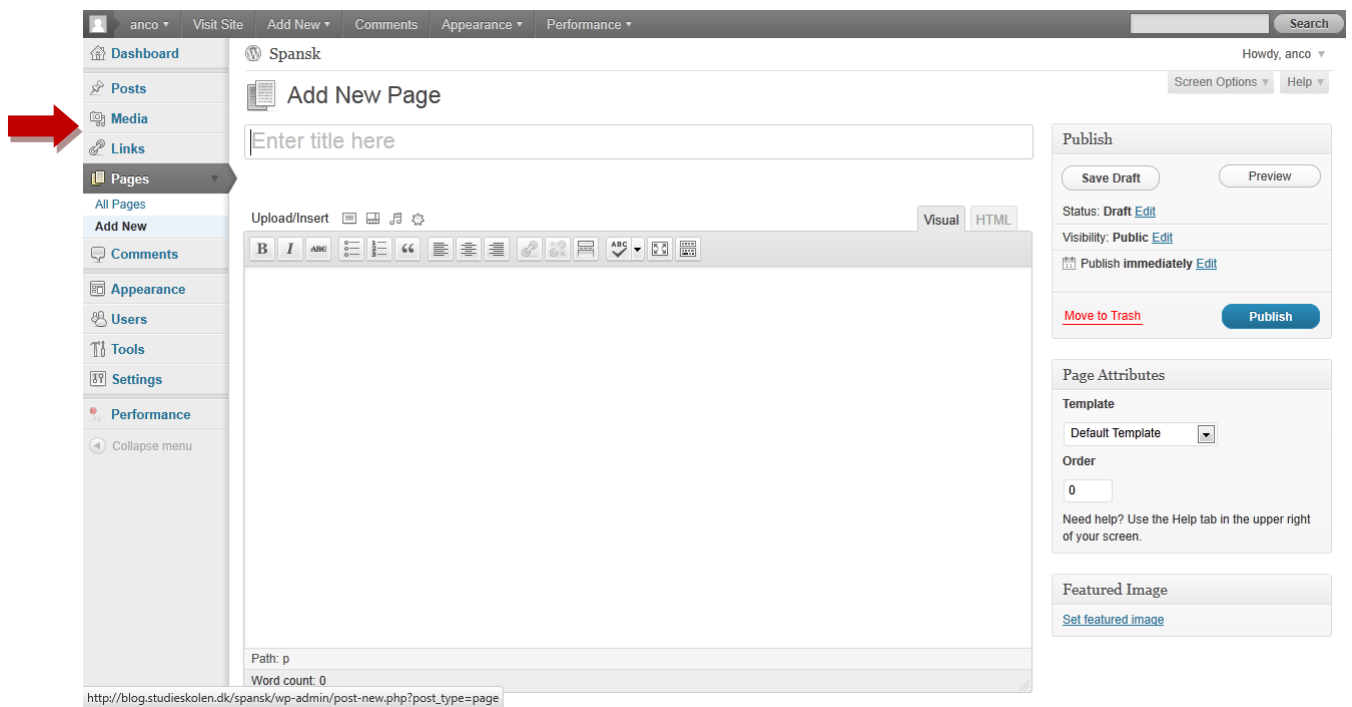 anco Visit Site Add New Comments Appearance Performance Search
Dashboard
Posts
Media
Links
Pages
All Pages
Add New
Comments
Appearance
Users
Tools
Settings
Performance
Collapse menu
Spansk
Howdy, anco
Screen Options Help
Add New Page
Enter title here
Upload/Insert
Visual HTML
B I ABC ABC
Path: p
Word count: 0
Publish
Save Draft Preview
Status: Draft Edit
Visibility: Public Edit
Publish immediately Edit
Move to Trash Publish
Page Attributes
Template
Default Template
Order
0
Need help? Use the Help tab in the upper right
of your screen.
Featured Image
Set featured image
http://blog.studieskolen.dk/spansk/wp-admin/post-new.php?post_type=page